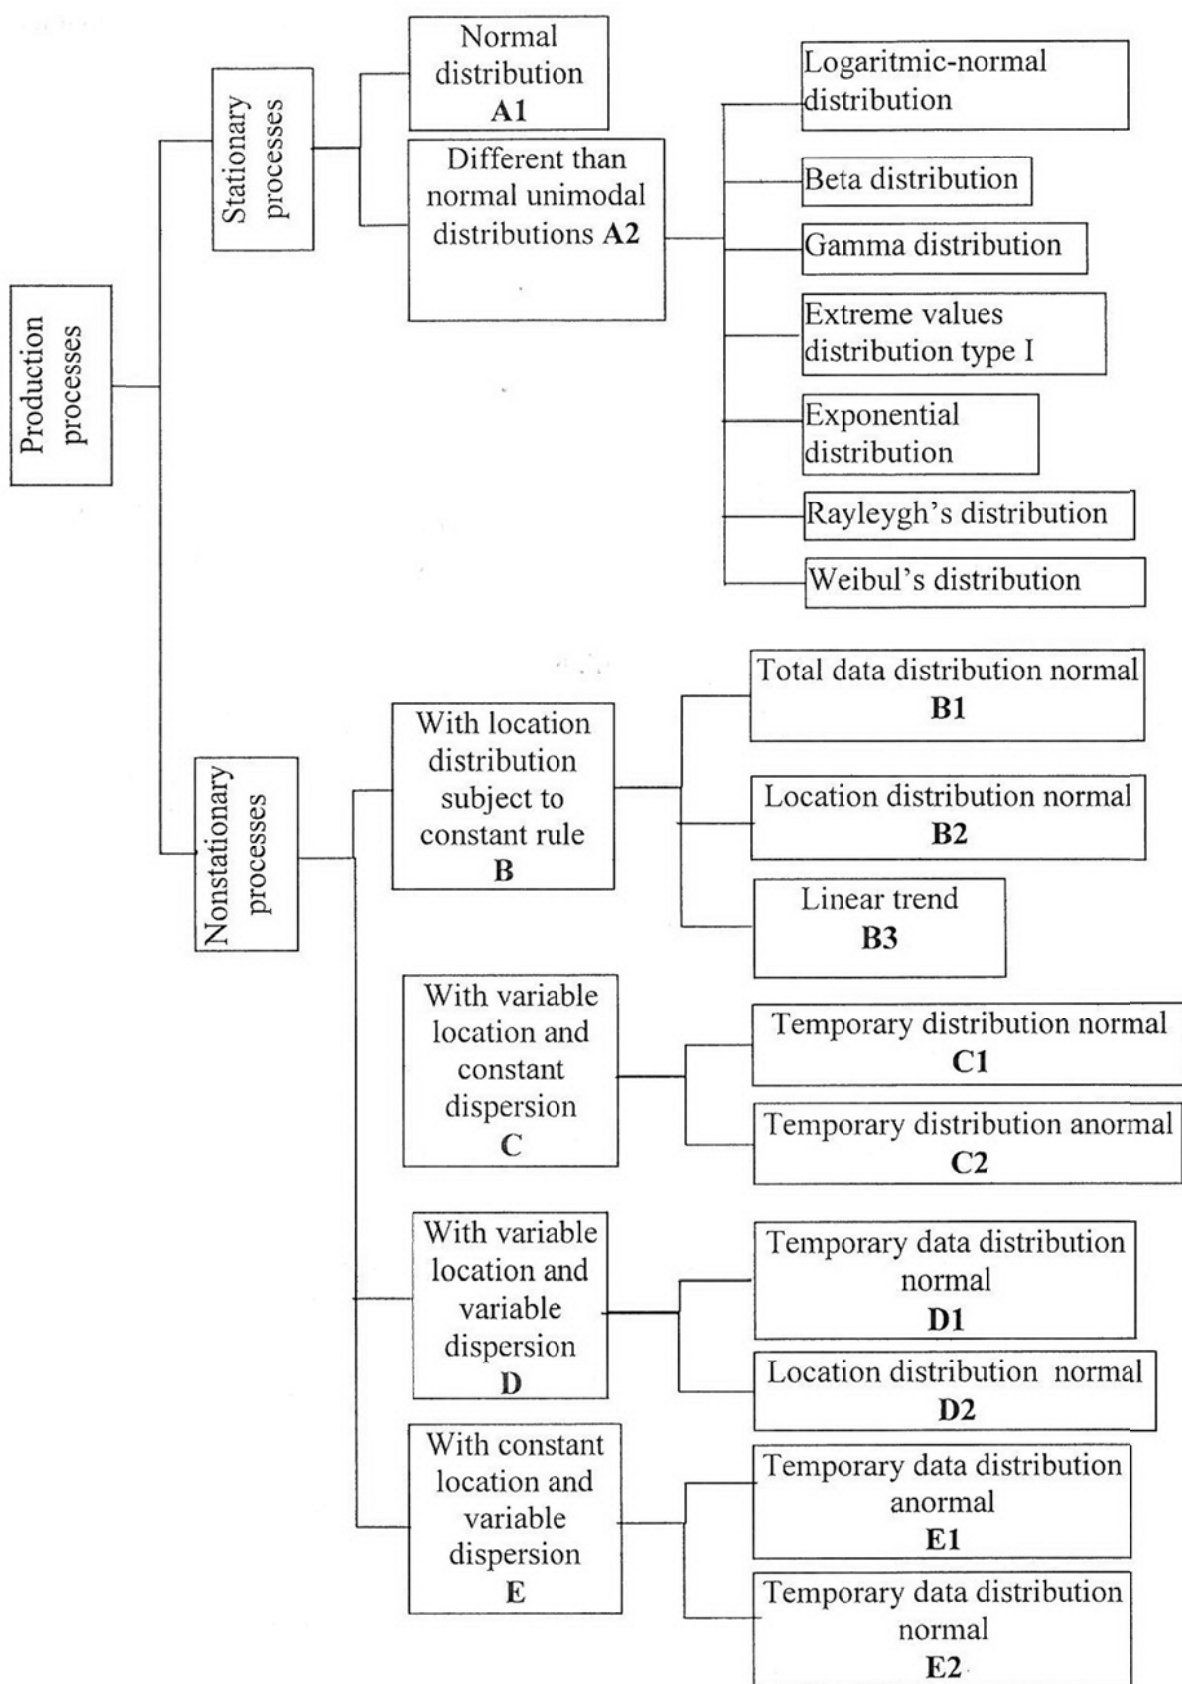 Production
processes
Stationary
processes
Normal
distribution
A1
Different than
normal unimodal
distributions A2
Logaritmic-normal
distribution
Beta distribution
Gamma distribution
Extreme values
distribution type I
Exponential
distribution
Rayleygh's distribution
Weibul's distribution
Nonstationary
processes
With location
distribution
subject to
constant rule
B
Total data distribution normal
B1
Location distribution normal
B2
Linear trend
B3
With variable
location and
constant
dispersion
C
Temporary distribution normal
C1
Temporary distribution anormal
C2
With variable
location and
variable
dispersion
D
Temporary data distribution
normal
D1
Location distribution normal
D2
With constant
location and
variable
dispersion
E
Temporary data distribution
anormal
E1
Temporary data distribution
normal
E2